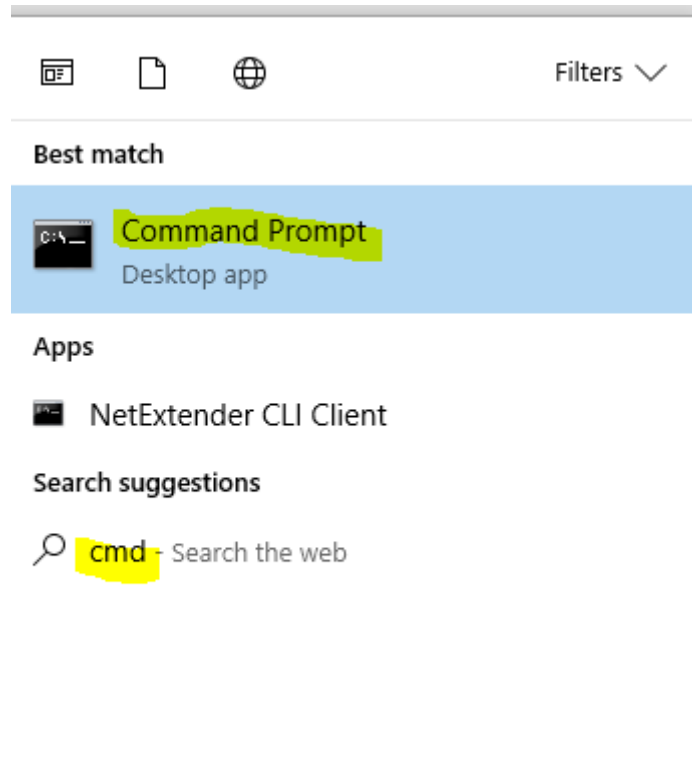 Filters
Best match
Command Prompt
Desktop app
Apps
NetExtender CLI Client
Search suggestions
cmd - Search the web